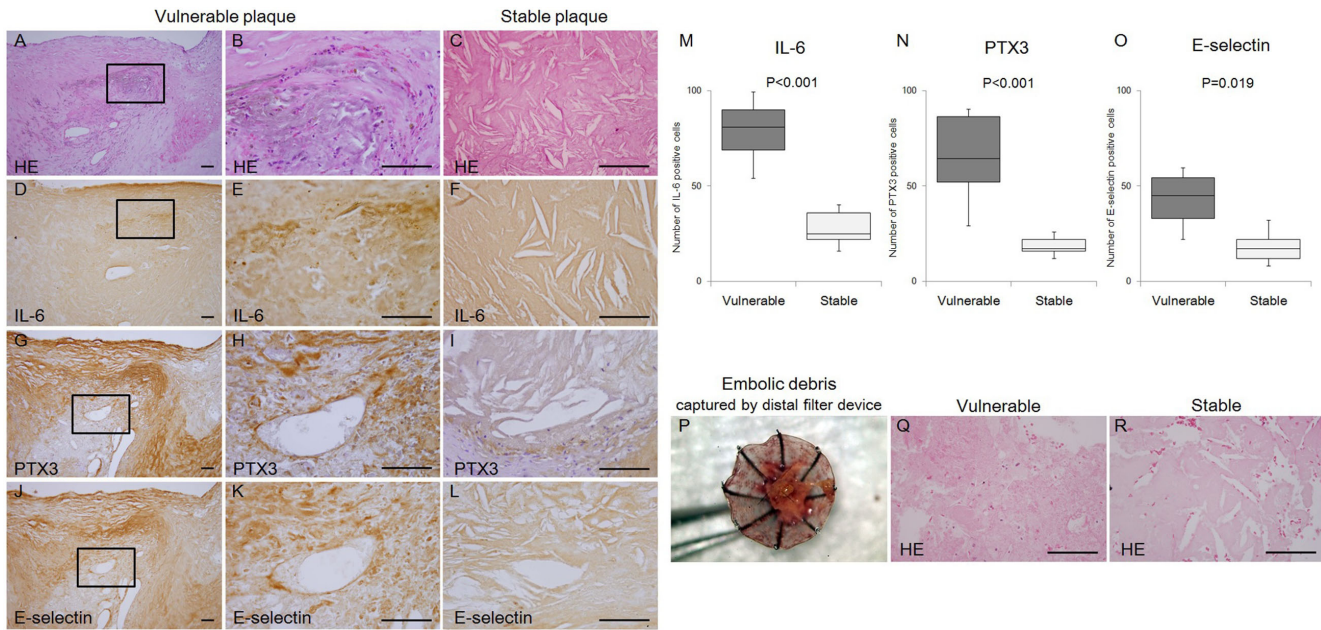 Vulnerable plaque
Stable plaque
A
B
C
HE
HE
HE
D
E
F
IL-6
IL-6
IL-6
G
H
I
PTX3
PTX3
PTX3
J
K
L
E-selectin
E-selectin
E-selectin
M
IL-6
P<0.001
Number of IL-6 positive cells
100
50
0
Vulnerable
Stable
N
PTX3
P<0.001
Number of PTX3 positive cells
100
50
0
Vulnerable
Stable
O
E-selectin
P=0.019
Number of E-selectin positive cells
100
50
0
Vulnerable
Stable
Embolic debris
captured by distal filter device
P
Vulnerable
Q
HE
Stable
R
HE